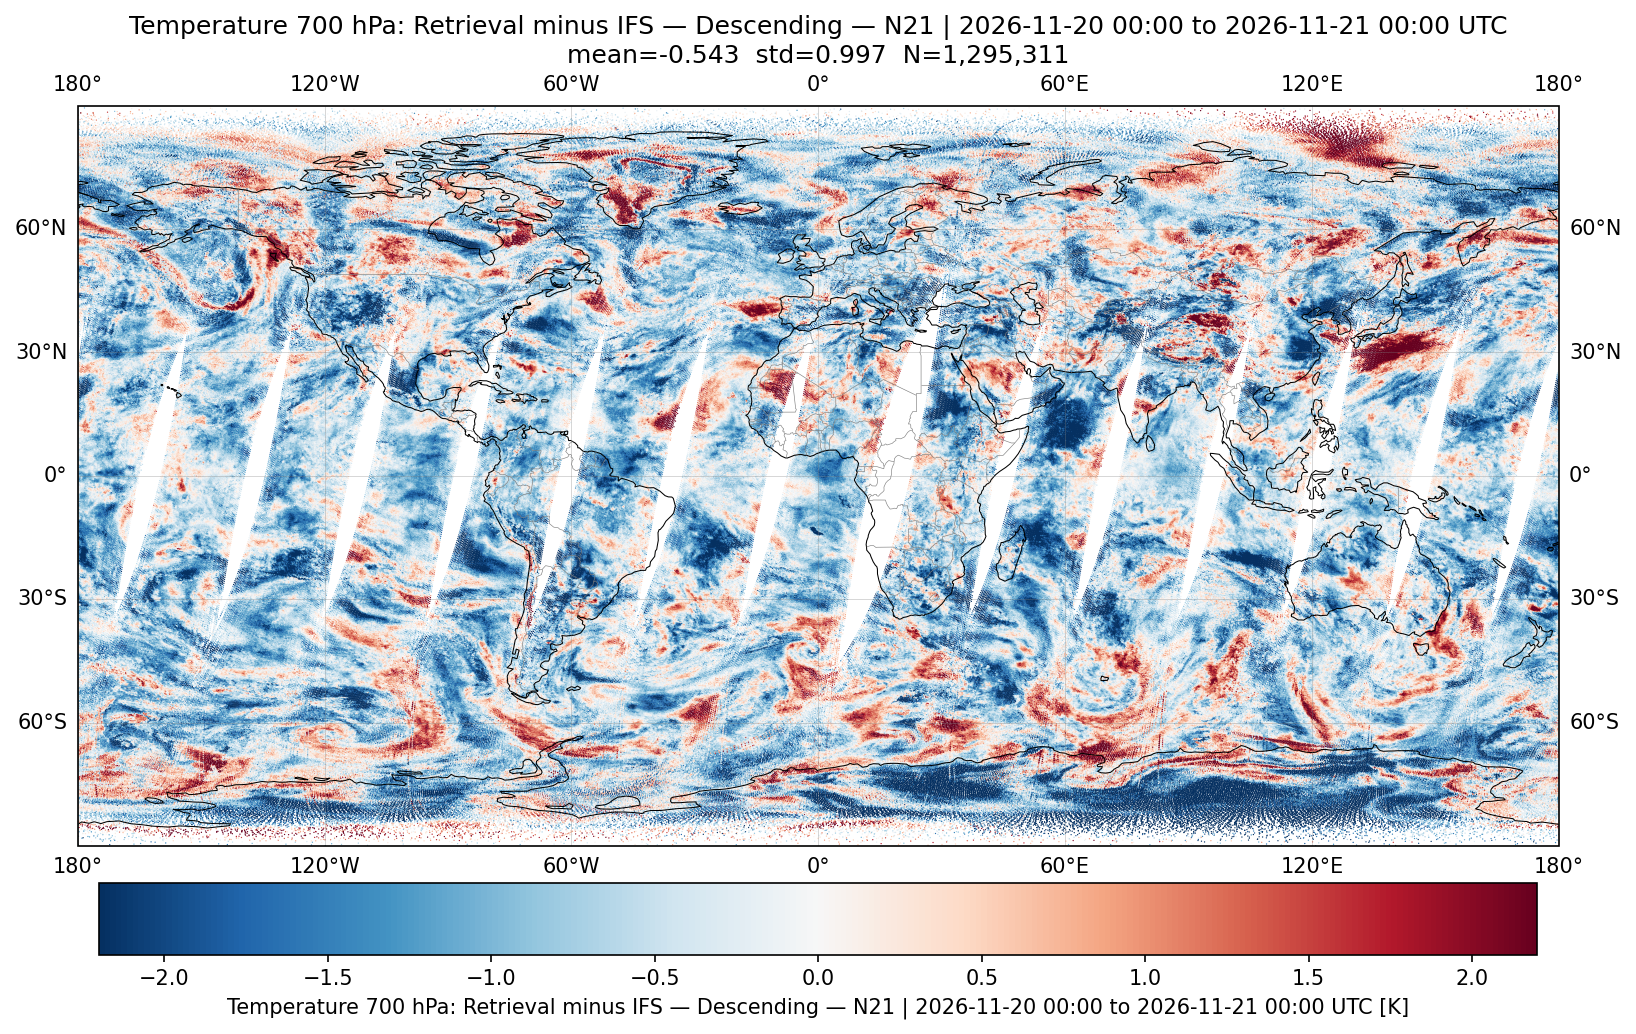 Temperature 700 hPa: Retrieval minus IFS — Descending — N21 | 2026-11-20 00:00 to 2026-11-21 00:00 UTC
mean=-0.543  std=0.997  N=1,295,311
180° 120°W 60°W 0° 60°E 120°E 180°
60°N 60°N
30°N 30°N
0° 0°
30°S 30°S
60°S 60°S
180° 120°W 60°W 0° 60°E 120°E 180°
−2.0 −1.5 −1.0 −0.5 0.0 0.5 1.0 1.5 2.0
Temperature 700 hPa: Retrieval minus IFS — Descending — N21 | 2026-11-20 00:00 to 2026-11-21 00:00 UTC [K]